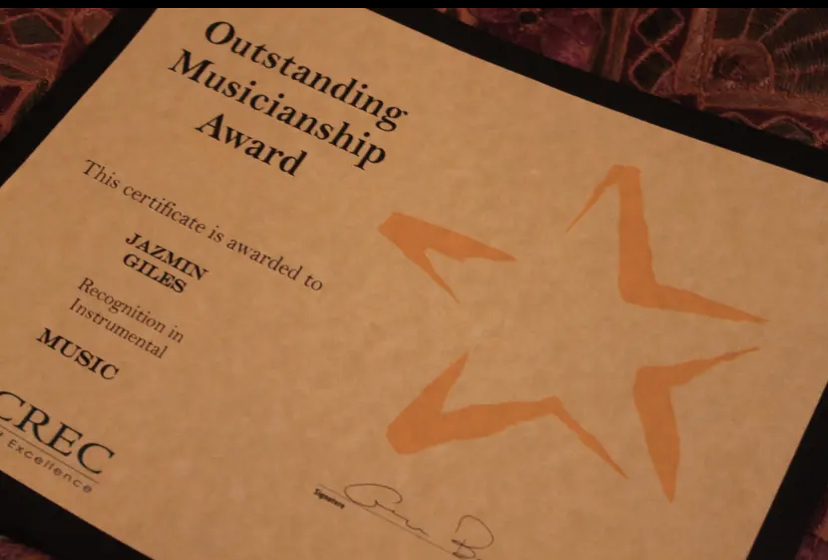 Outstanding
Musicianship
Award
This certificate is awarded to
JAZMIN
GILES
Recognition in
Instrumental
MUSIC
CREC
Excellence
Signature